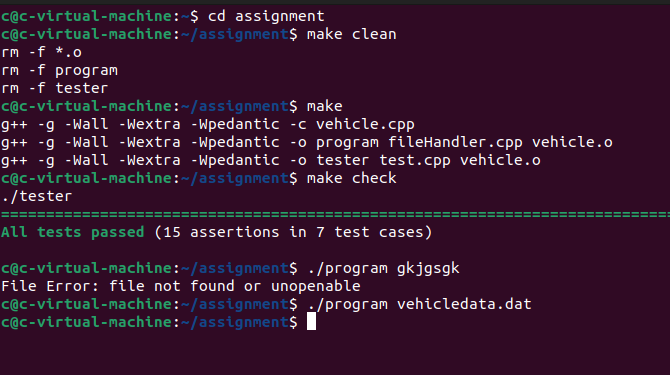 c@c-virtual-machine:~$ cd assignment
c@c-virtual-machine:~/assignment$ make clean
rm -f *.o
rm -f program
rm -f tester
c@c-virtual-machine:~/assignment$ make
g++ -g -Wall -Wextra -Wpedantic -c vehicle.cpp
g++ -g -Wall -Wextra -Wpedantic -o program fileHandler.cpp vehicle.o
g++ -g -Wall -Wextra -Wpedantic -o tester test.cpp vehicle.o
c@c-virtual-machine:~/assignment$ make check
./tester
===========================================================================
All tests passed (15 assertions in 7 test cases)
c@c-virtual-machine:~/assignment$ ./program gkjgsgk
File Error: file not found or unopenable
c@c-virtual-machine:~/assignment$ ./program vehicledata.dat
c@c-virtual-machine:~/assignment$